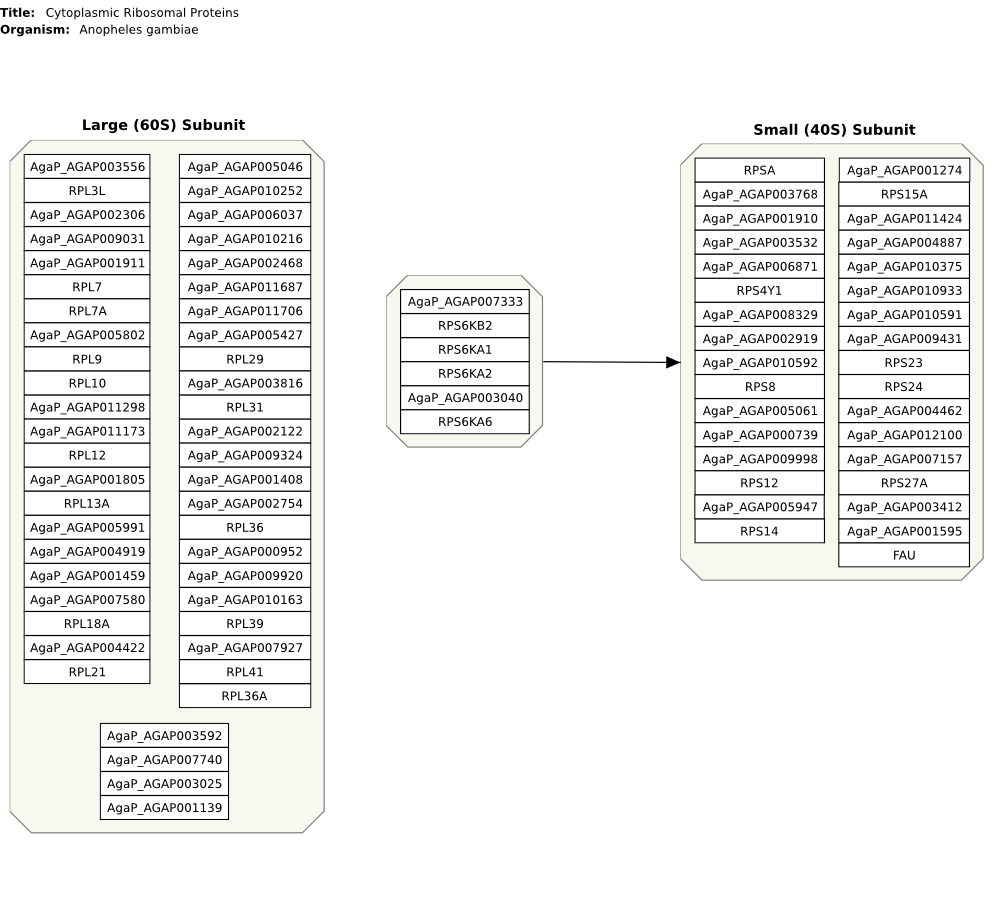 Title: Cytoplasmic Ribosomal Proteins
Organism: Anopheles gambiae
Large (60S) Subunit
AgaP_AGAP003556
RPL3L
AgaP_AGAP002306
AgaP_AGAP009031
AgaP_AGAP001911
RPL7
RPL7A
AgaP_AGAP005802
RPL9
RPL10
AgaP_AGAP011298
AgaP_AGAP011173
RPL12
AgaP_AGAP001805
RPL13A
AgaP_AGAP005991
AgaP_AGAP004919
AgaP_AGAP001459
AgaP_AGAP007580
RPL18A
AgaP_AGAP004422
RPL21
AgaP_AGAP005046
AgaP_AGAP010252
AgaP_AGAP006037
AgaP_AGAP010216
AgaP_AGAP002468
AgaP_AGAP011687
AgaP_AGAP011706
AgaP_AGAP005427
RPL29
AgaP_AGAP003816
RPL31
AgaP_AGAP002122
AgaP_AGAP009324
AgaP_AGAP001408
AgaP_AGAP002754
RPL36
AgaP_AGAP000952
AgaP_AGAP009920
AgaP_AGAP010163
RPL39
AgaP_AGAP007927
RPL41
RPL36A
AgaP_AGAP003592
AgaP_AGAP007740
AgaP_AGAP003025
AgaP_AGAP001139
AgaP_AGAP007333
RPS6KB2
RPS6KA1
RPS6KA2
AgaP_AGAP003040
RPS6KA6
Small (40S) Subunit
RPSA
AgaP_AGAP003768
AgaP_AGAP001910
AgaP_AGAP003532
AgaP_AGAP006871
RPS4Y1
AgaP_AGAP008329
AgaP_AGAP002919
AgaP_AGAP010592
RPS8
AgaP_AGAP005061
AgaP_AGAP000739
AgaP_AGAP009998
RPS12
AgaP_AGAP005947
RPS14
AgaP_AGAP001274
RPS15A
AgaP_AGAP011424
AgaP_AGAP004887
AgaP_AGAP010375
AgaP_AGAP010933
AgaP_AGAP010591
AgaP_AGAP009431
RPS23
RPS24
AgaP_AGAP004462
AgaP_AGAP012100
AgaP_AGAP007157
RPS27A
AgaP_AGAP003412
AgaP_AGAP001595
FAU